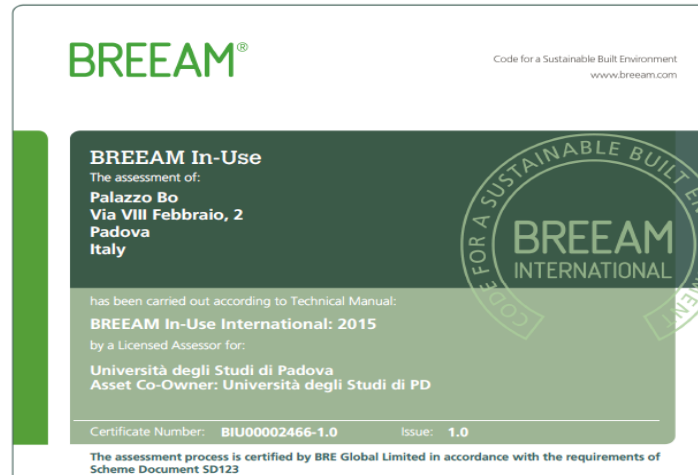 BREEAM®
Code for a Sustainable Built Environment
www.breeam.com
BREEAM In-Use
The assessment of:
Palazzo Bo
Via VIII Febbraio, 2
Padova
Italy
CODE FOR A SUSTAINABLE BUILT
BREEAM
INTERNATIONAL
has been carried out according to Technical Manual:
BREEAM In-Use International: 2015
by a Licensed Assessor for:
Università degli Studi di Padova
Asset Co-Owner: Università degli Studi di PD
Certificate Number: BIU00002466-1.0 Issue: 1.0
The assessment process is certified by BRE Global Limited in accordance with the requirements of
Scheme Document SD123